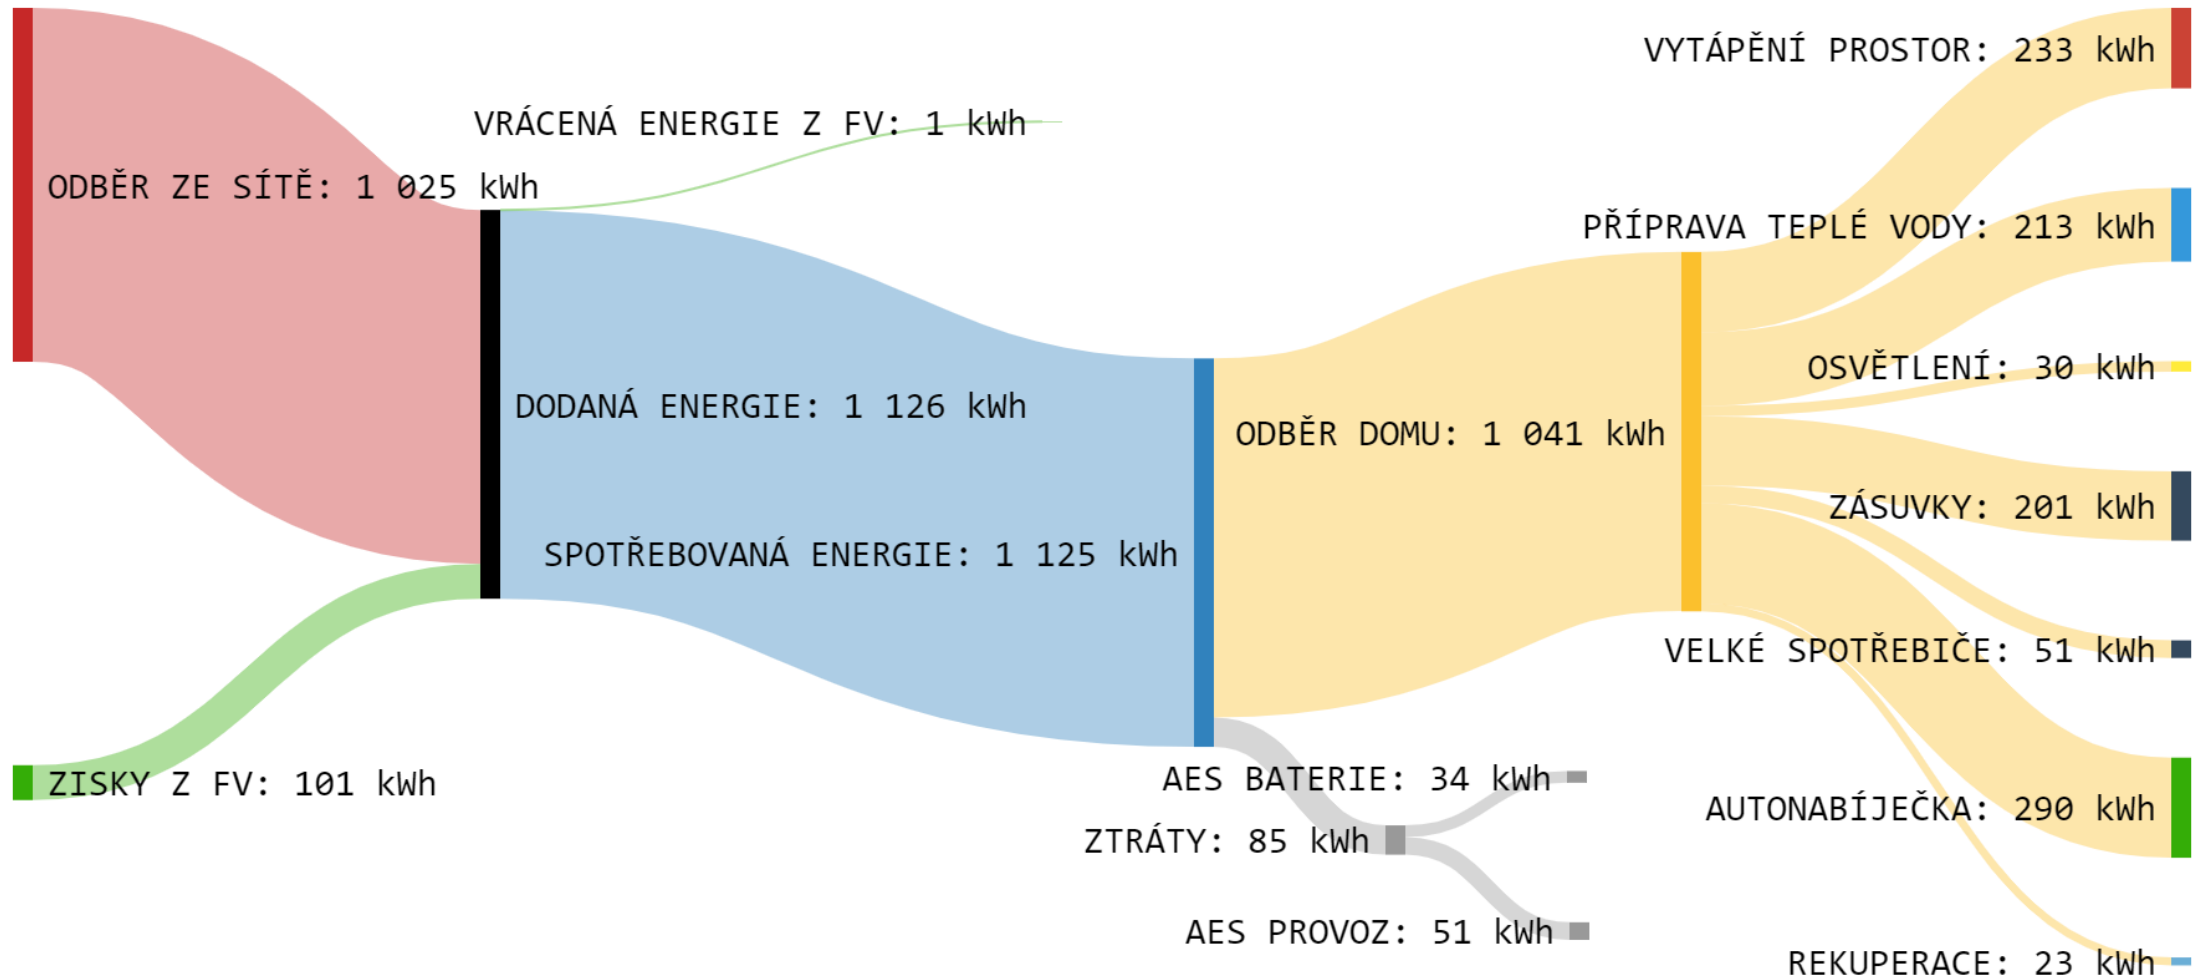 ODBĚR ZE SÍTĚ: 1 025 kWh
ZISKY Z FV: 101 kWh
VRÁCENÁ ENERGIE Z FV: 1 kWh
DODANÁ ENERGIE: 1 126 kWh
SPOTŘEBOVANÁ ENERGIE: 1 125 kWh
ODBĚR DOMU: 1 041 kWh
AES BATERIE: 34 kWh
ZTRÁTY: 85 kWh
AES PROVOZ: 51 kWh
VYTÁPĚNÍ PROSTOR: 233 kWh
PŘÍPRAVA TEPLÉ VODY: 213 kWh
OSVĚTLENÍ: 30 kWh
ZÁSUVKY: 201 kWh
VELKÉ SPOTŘEBIČE: 51 kWh
AUTONABÍJEČKA: 290 kWh
REKUPERACE: 23 kWh